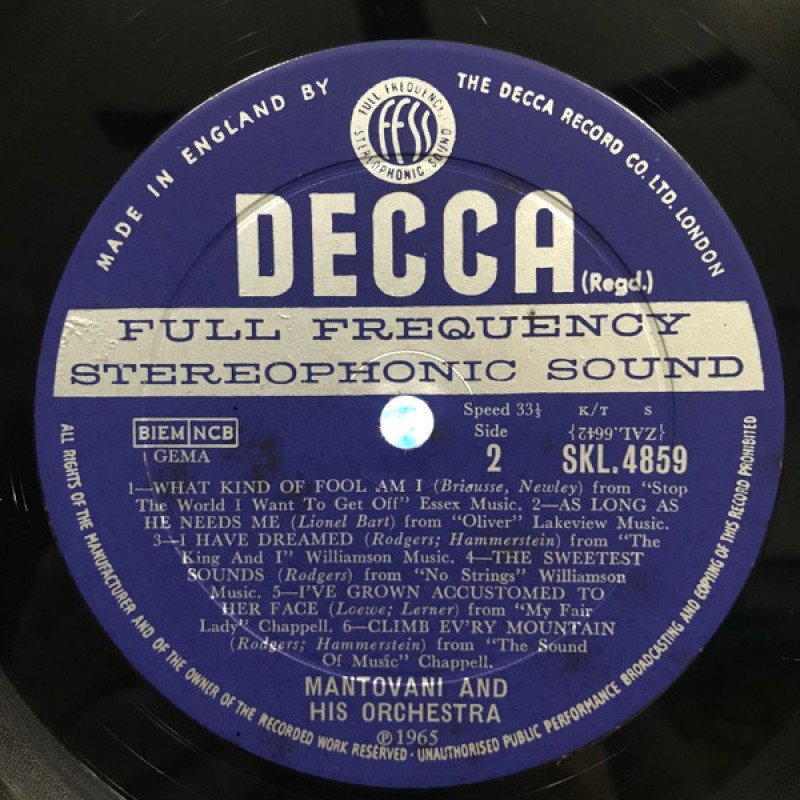 MADE IN ENGLAND BY
THE DECCA RECORD CO. LTD. LONDON
FULL FREQUENCY
ffss
STEREOPHONIC SOUND
DECCA (Regd.)
FULL FREQUENCY
STEREOPHONIC SOUND
Speed 33⅓ K/T S
BIEM NCB
GEMA
Side
2
{ZAL.6642}
SKL.4859
1—WHAT KIND OF FOOL AM I (Briousse, Newley) from "Stop
The World I Want To Get Off" Essex Music. 2—AS LONG AS
HE NEEDS ME (Lionel Bart) from "Oliver" Lakeview Music.
3—I HAVE DREAMED (Rodgers; Hammerstein) from "The
King And I" Williamson Music. 4—THE SWEETEST
SOUNDS (Rodgers) from "No Strings" Williamson
Music. 5—I'VE GROWN ACCUSTOMED TO
HER FACE (Loewe; Lerner) from "My Fair
Lady" Chappell. 6—CLIMB EV'RY MOUNTAIN
(Rodgers; Hammerstein) from "The Sound
Of Music" Chappell.
MANTOVANI AND
HIS ORCHESTRA
℗1965
ALL RIGHTS OF THE MANUFACTURER AND OF THE OWNER OF THE RECORDED WORK RESERVED · UNAUTHORISED PUBLIC PERFORMANCE BROADCASTING AND COPYING OF THIS RECORD PROHIBITED